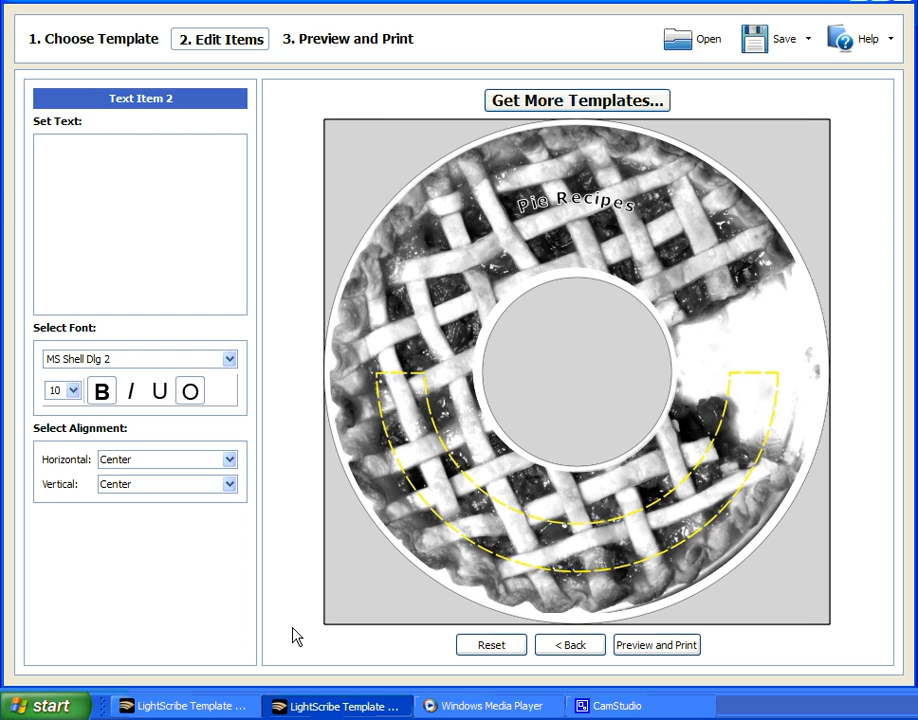 1. Choose Template
2. Edit Items
3. Preview and Print
Open
Save
Help
Text Item 2
Set Text:
Select Font:
MS Shell Dlg 2
10
B
I
U
O
Select Alignment:
Horizontal:
Center
Vertical:
Center
Get More Templates...
Pie Recipes
Reset
< Back
Preview and Print
start
LightScribe Template ...
LightScribe Template ...
Windows Media Player
CamStudio